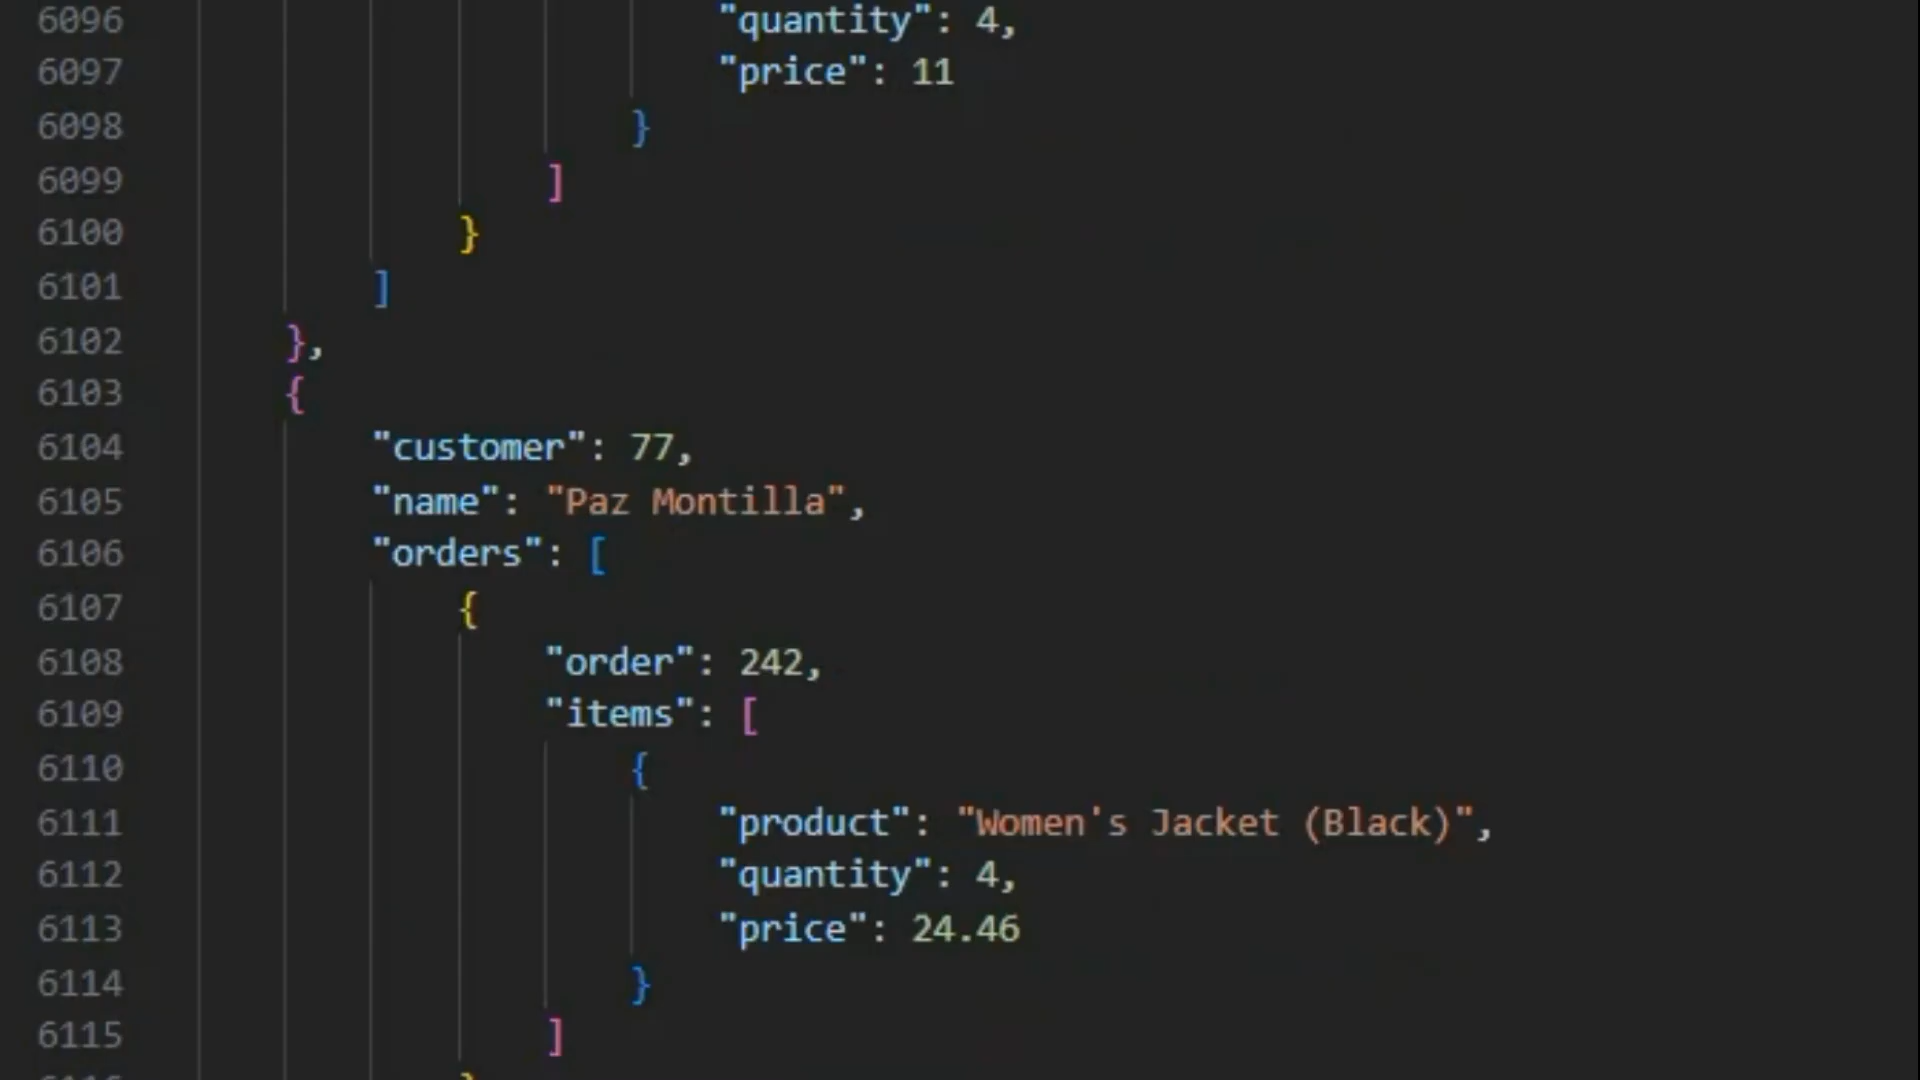 6096 "quantity": 4,
6097 "price": 11
6098 }
6099 ]
6100 }
6101 ]
6102 },
6103 {
6104 "customer": 77,
6105 "name": "Paz Montilla",
6106 "orders": [
6107 {
6108 "order": 242,
6109 "items": [
6110 {
6111 "product": "Women's Jacket (Black)",
6112 "quantity": 4,
6113 "price": 24.46
6114 }
6115 ]